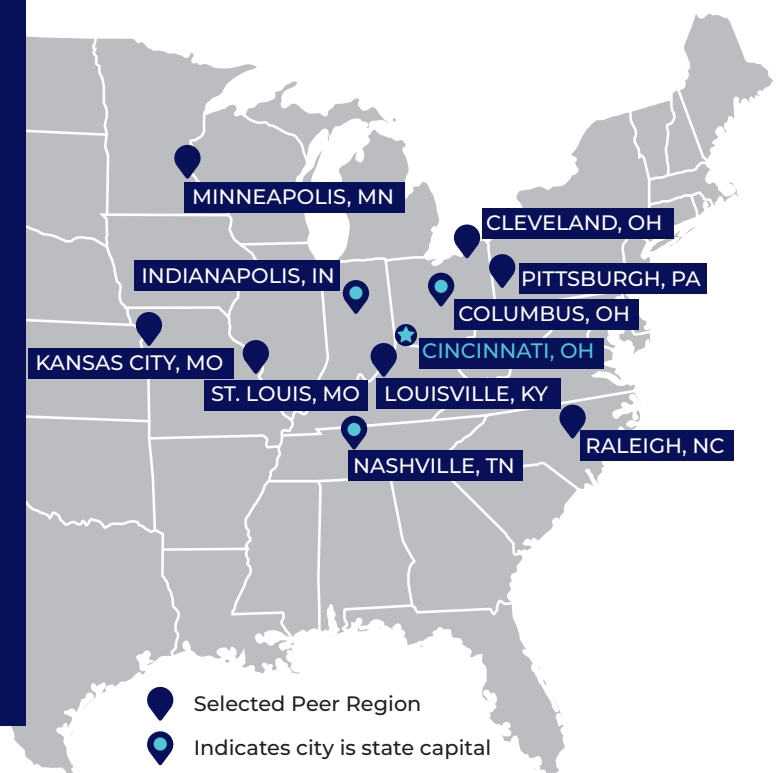 MINNEAPOLIS, MN
CLEVELAND, OH
INDIANAPOLIS, IN
PITTSBURGH, PA
COLUMBUS, OH
CINCINNATI, OH
KANSAS CITY, MO
ST. LOUIS, MO
LOUISVILLE, KY
RALEIGH, NC
NASHVILLE, TN
Selected Peer Region
Indicates city is state capital